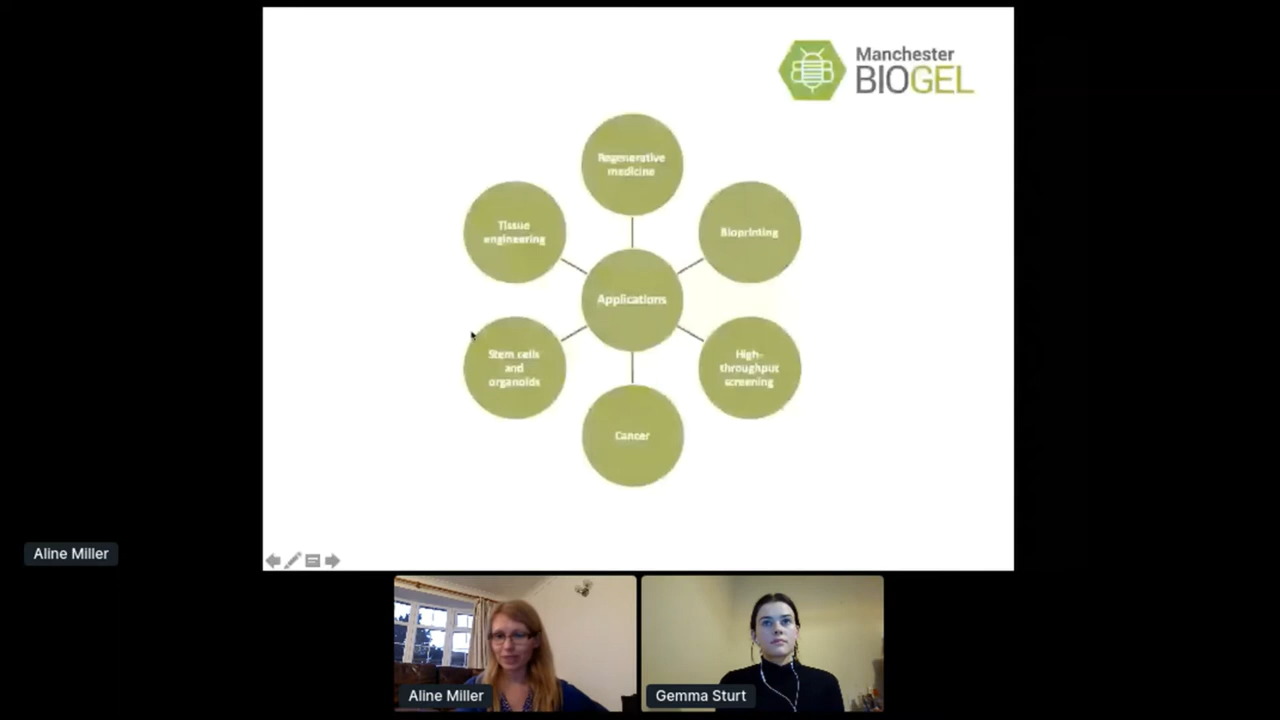 Manchester
BIOGEL
Regenerative
medicine
Tissue
engineering
Bioprinting
Applications
Stem cells
and
organoids
High-
throughput
screening
Cancer
Aline Miller
Aline Miller
Gemma Sturt